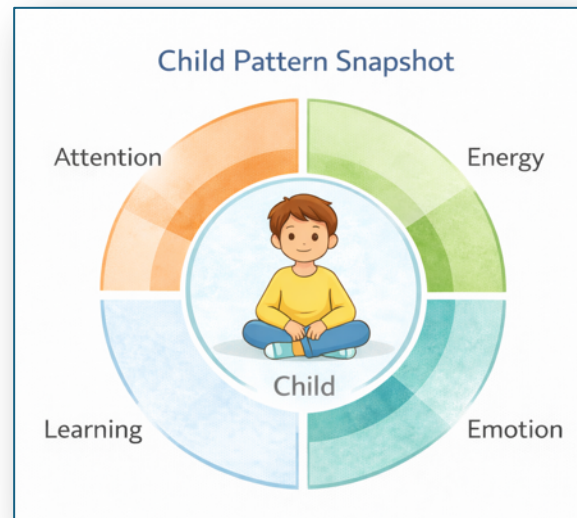 Child Pattern Snapshot
Attention
Energy
Child
Learning
Emotion